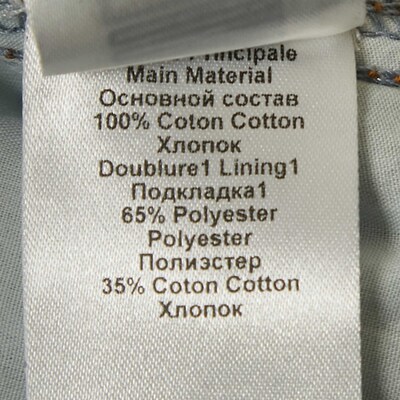 Principale
Main Material
Основной состав
100% Coton Cotton
Хлопок
Doublure1 Lining1
Подкладка1
65% Polyester
Polyester
Полиэстер
35% Coton Cotton
Хлопок